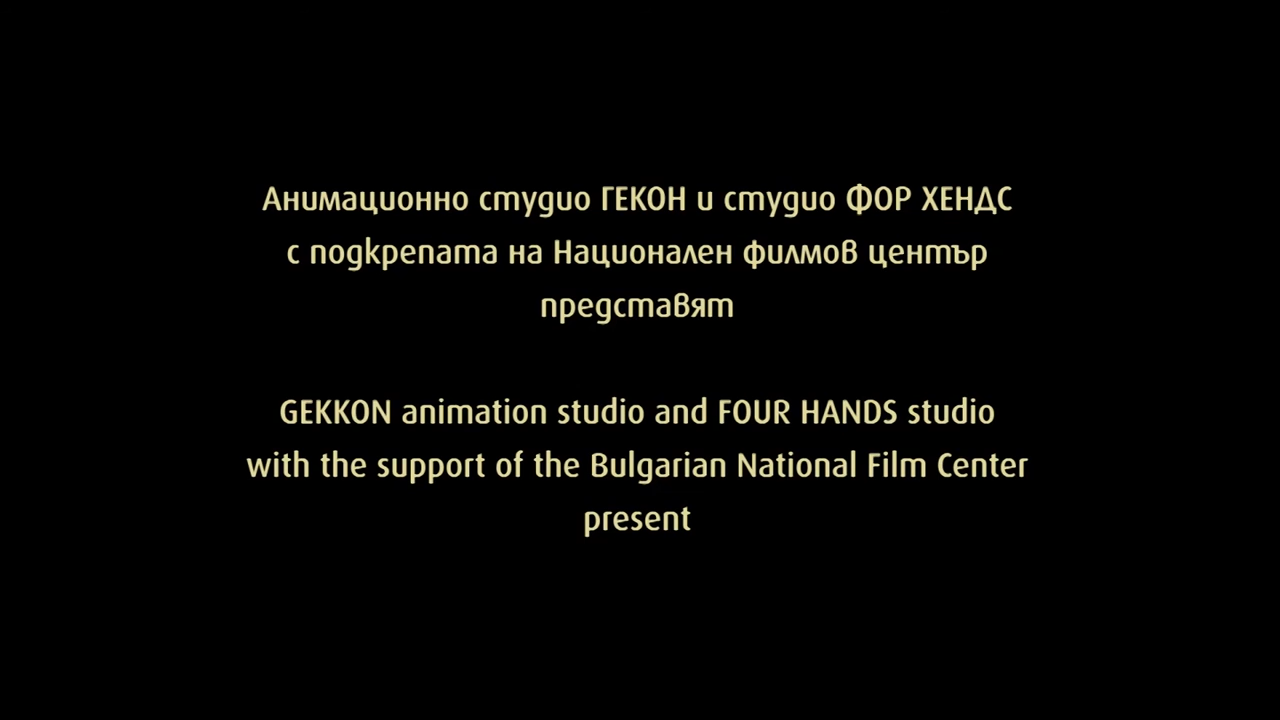 Анимационно студио ГЕКОН и студио ФОР ХЕНДС
с подкрепата на Национален филмов център
представят
GEKKON animation studio and FOUR HANDS studio
with the support of the Bulgarian National Film Center
present